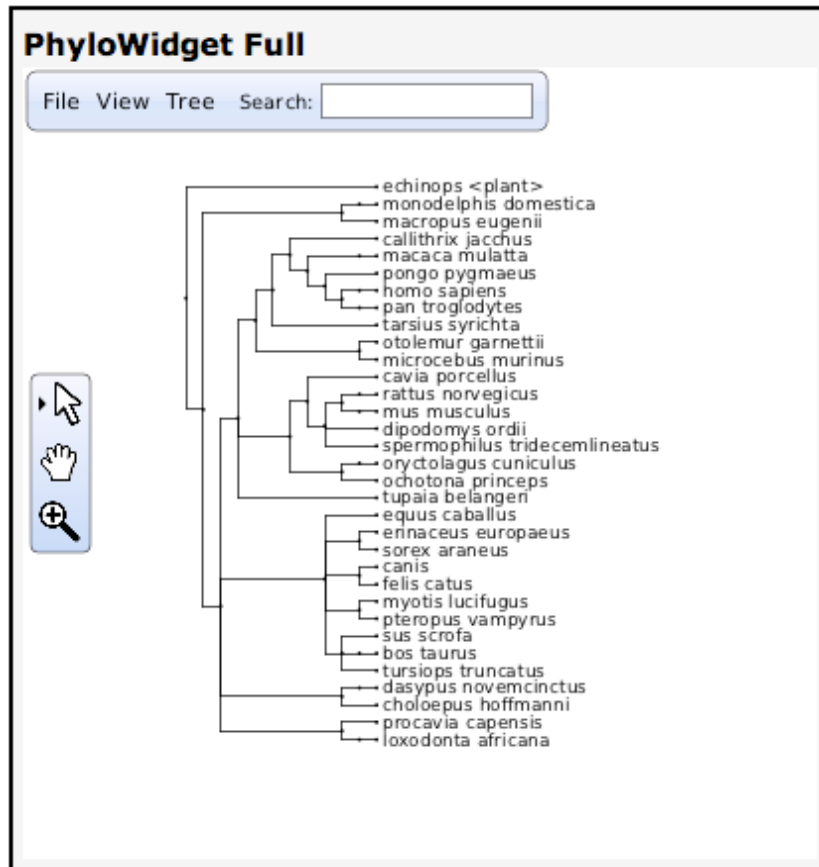 PhyloWidget Full
File View Tree Search:
echinops <plant>
monodelphis domestica
macropus eugenii
callithrix jacchus
macaca mulatta
pongo pygmaeus
homo sapiens
pan troglodytes
tarsius syrichta
otolemur garnettii
microcebus murinus
cavia porcellus
rattus norvegicus
mus musculus
dipodomys ordii
spermophilus tridecemlineatus
oryctolagus cuniculus
ochotona princeps
tupaia belangeri
equus caballus
erinaceus europaeus
sorex araneus
canis
felis catus
myotis lucifugus
pteropus vampyrus
sus scrofa
bos taurus
tursiops truncatus
dasypus novemcinctus
choloepus hoffmanni
procavia capensis
loxodonta africana